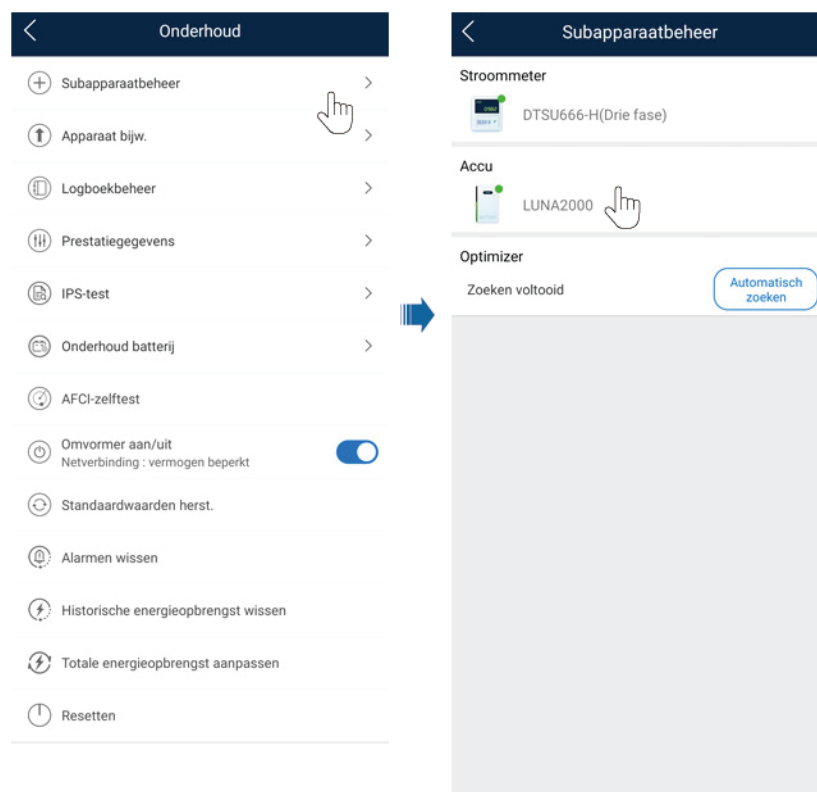 Onderhoud
Subapparaatbeheer
Apparaat bijw.
Logboekbeheer
Prestatiegegevens
IPS-test
Onderhoud batterij
AFCI-zelftest
Omvormer aan/uit
Netverbinding : vermogen beperkt
Standaardwaarden herst.
Alarmen wissen
Historische energieopbrengst wissen
Totale energieopbrengst aanpassen
Resetten
Subapparaatbeheer
Stroommeter
DTSU666-H(Drie fase)
Accu
LUNA2000
Optimizer
Zoeken voltooid
Automatisch
zoeken